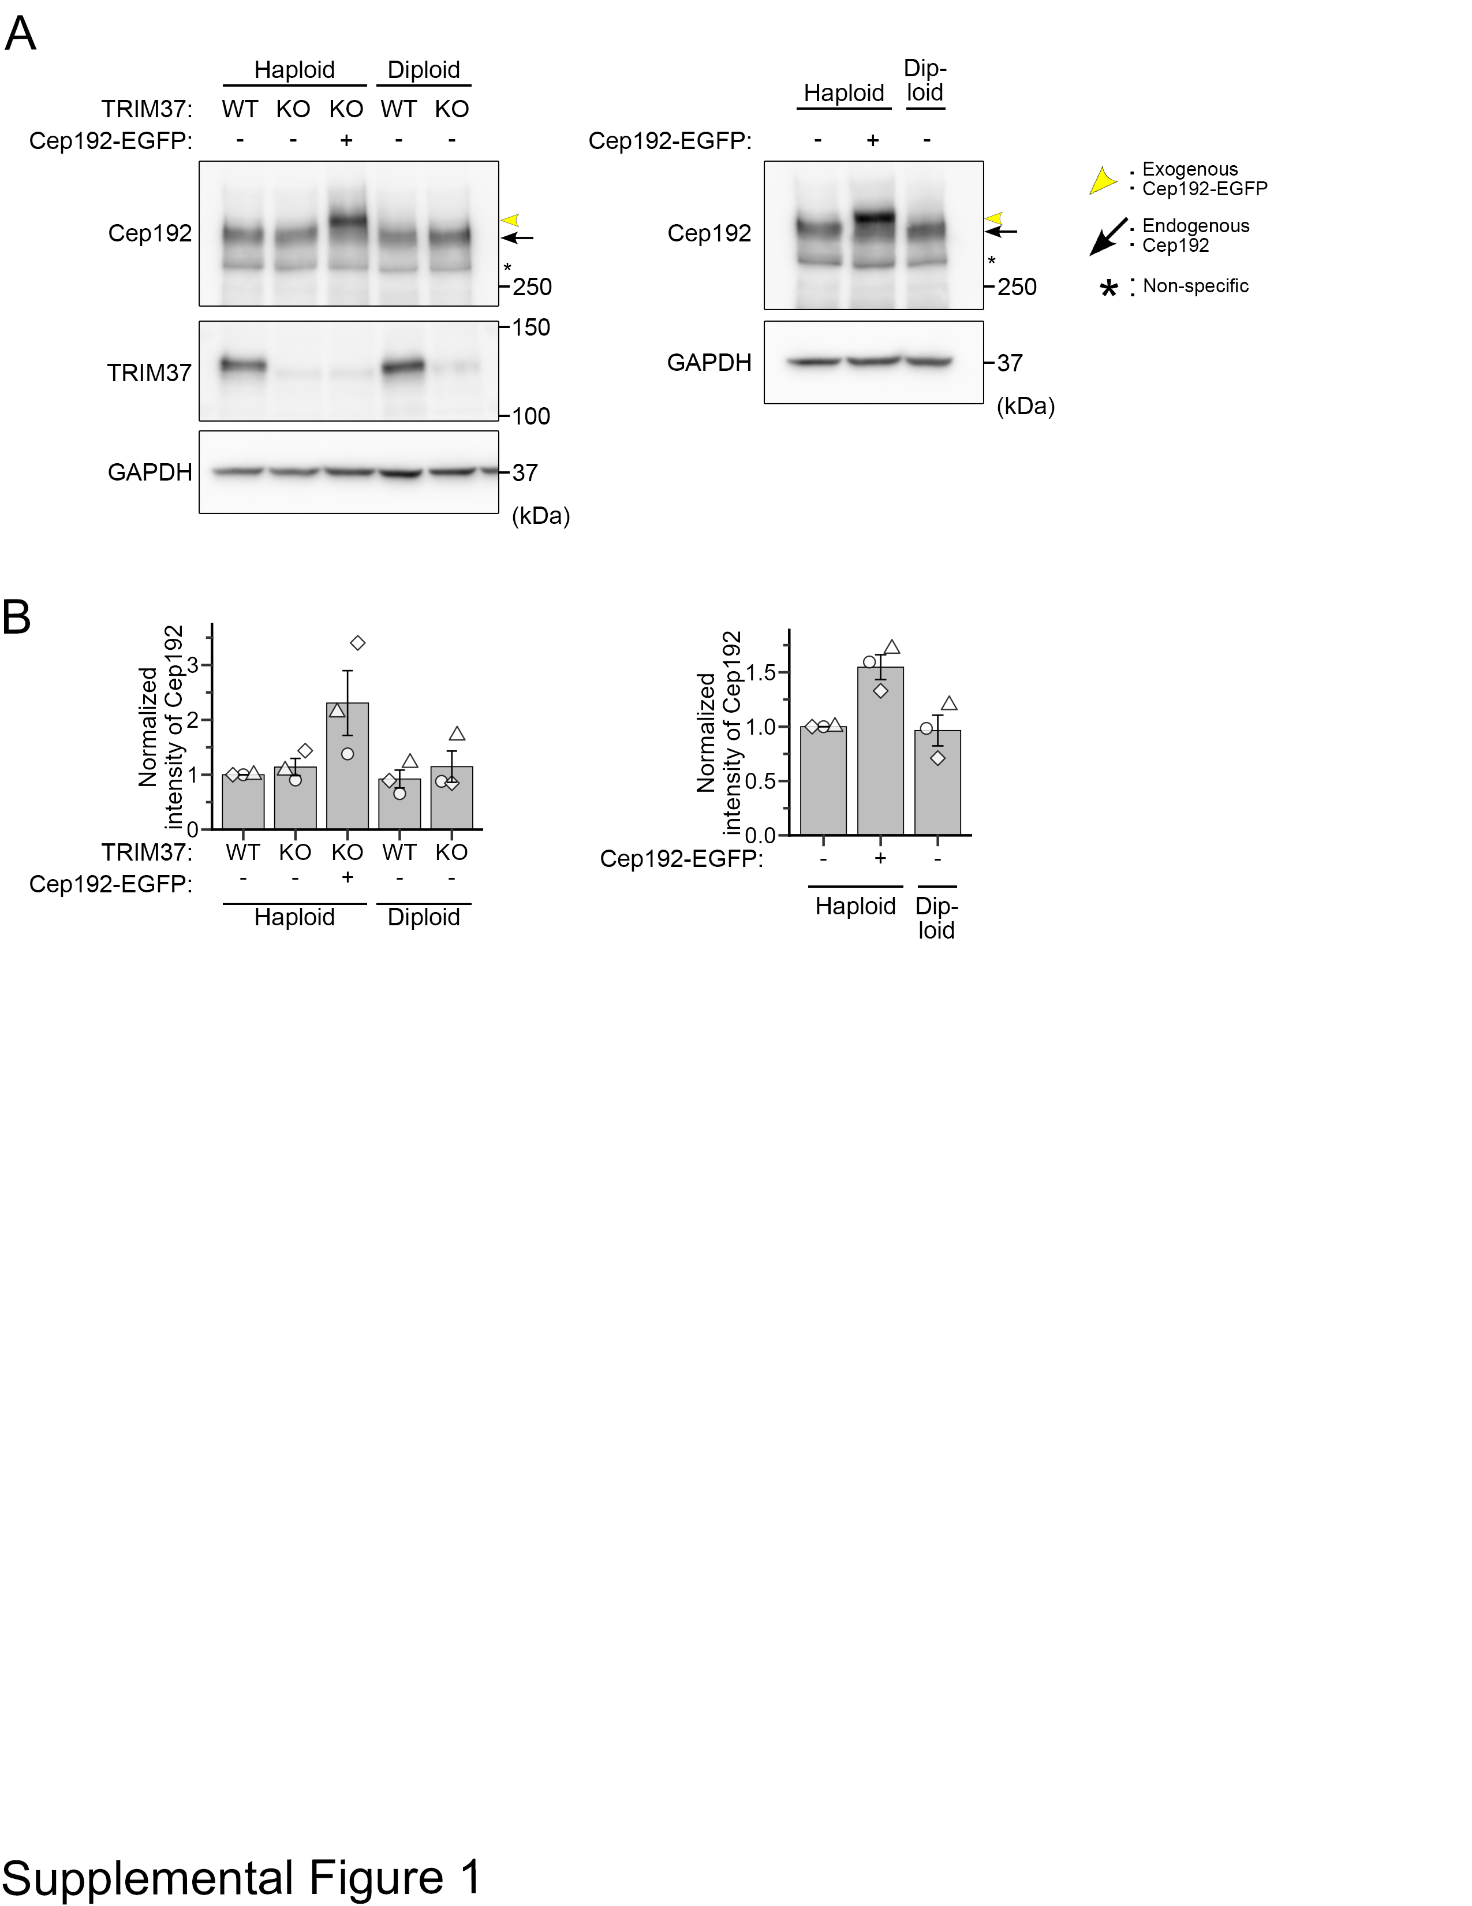 A
Haploid Diploid
TRIM37: WT KO KO WT KO
Cep192-EGFP: - - + - -
Cep192
*
250
150
TRIM37
100
GAPDH
37
(kDa)
Haploid
Dip-
loid
Cep192-EGFP: - + -
Cep192
*
250
GAPDH
37
(kDa)
: Exogenous
Cep192-EGFP
: Endogenous
Cep192
* : Non-specific
B
Normalized
intensity of Cep192
3
2
1
0
TRIM37: WT KO KO WT KO
Cep192-EGFP: - - + - -
Haploid Diploid
Normalized
intensity of Cep192
1.5
1.0
0.5
0.0
Cep192-EGFP: - + -
Haploid
Dip-
loid
Supplemental Figure 1